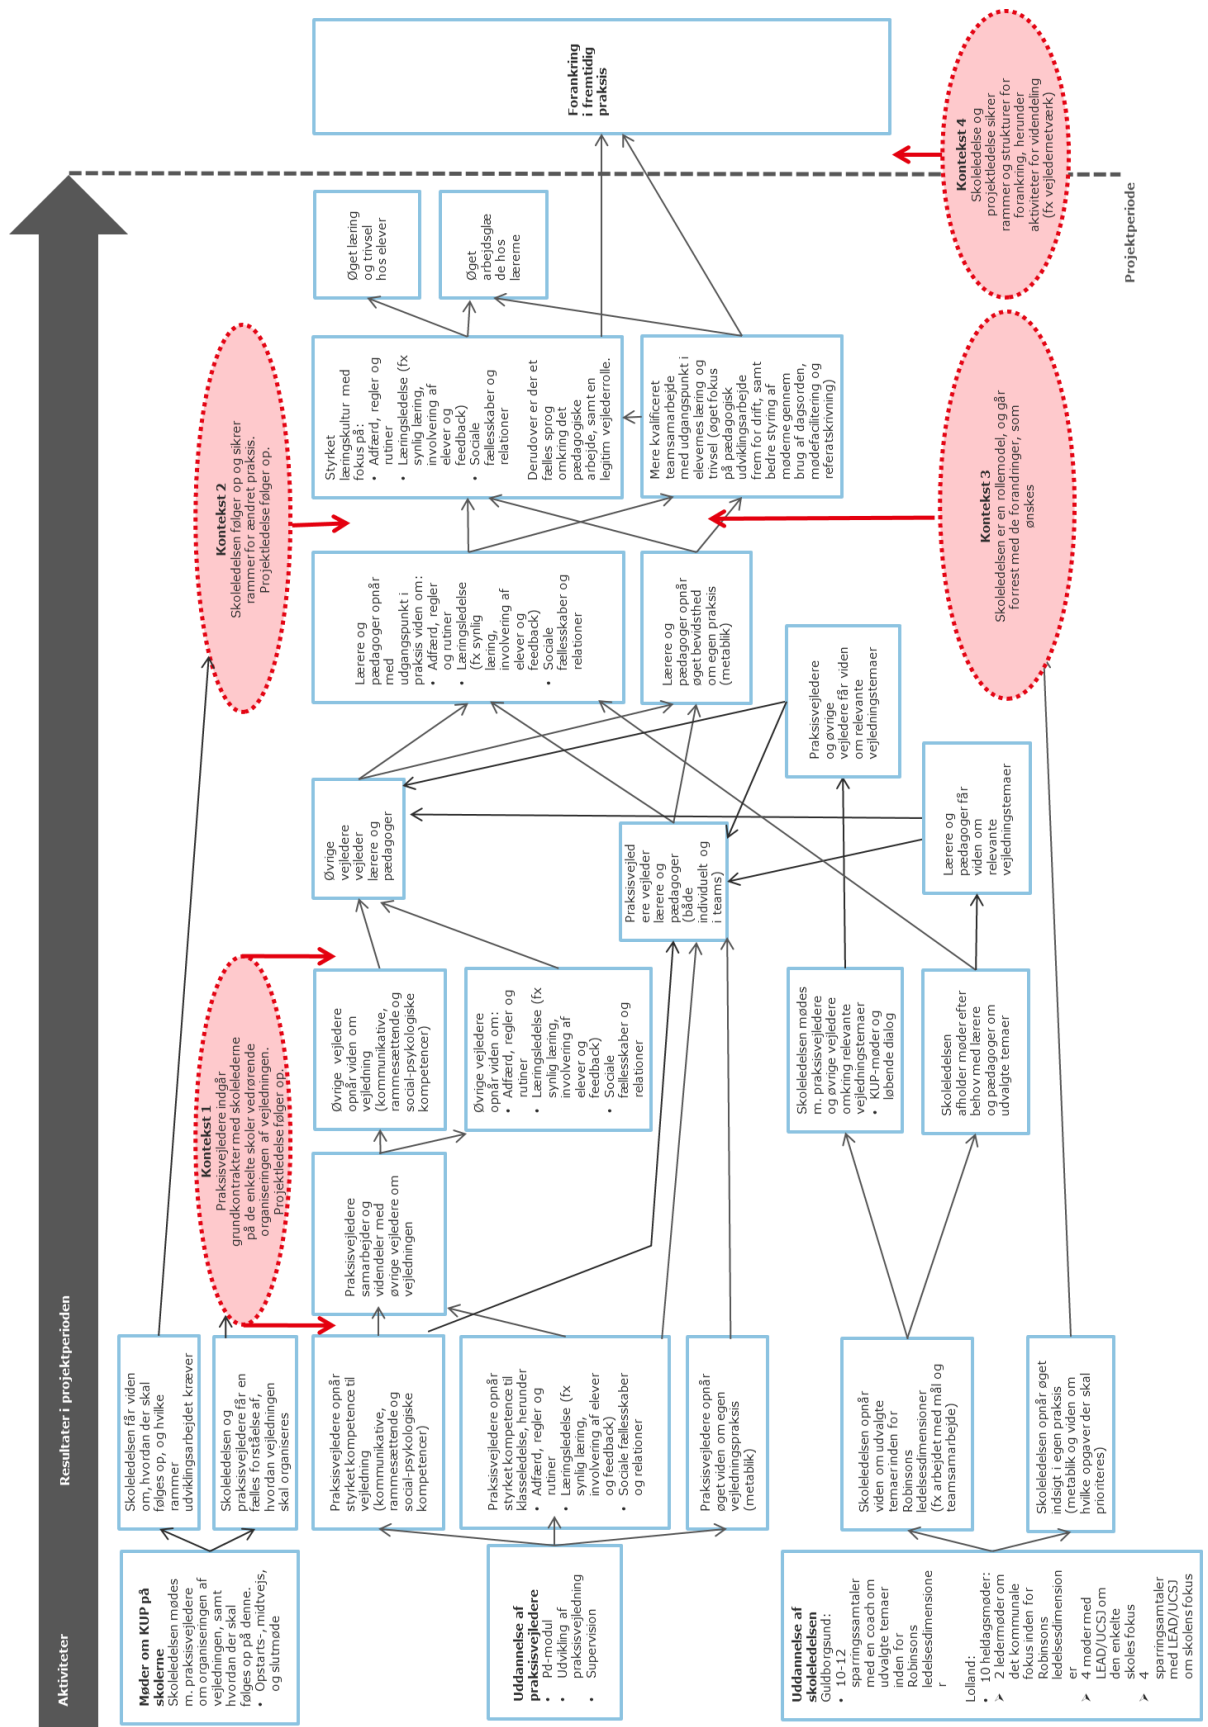 Aktiviteter
Resultater i projektperioden
Møder om KUP på
skolerne
Skoleledelsen mødes
m. praksisvejledere
om organiseringen af
vejledningen, samt
hvordan der skal
følges op på denne.
• Opstarts-, midtvejs,
og slutmøde
Uddannelse af
praksisvejledere
• Pd-modul
• Udvikling af
praksisvejledning
• Supervision
Uddannelse af
skoleledelsen
Guldborgsund:
• 10-12
sparringssamtaler
med en coach om
udvalgte temaer
inden for
Robinsons
ledelsesdimensione
r
Lolland:
• 10 heldagsmøder:
➢ 2 ledermøder om
det kommunale
fokus inden for
Robinsons
ledelsesdimension
er
➢ 4 møder med
LEAD/UCSJ om
den enkelte
skoles fokus
➢ 4
sparringsamtaler
med LEAD/UCSJ
om skolens fokus
Skoleledelsen får viden
om, hvordan der skal
følges op, og hvilke
rammer
udviklingsarbejdet kræver
Skoleledelsen og
praksisvejledere får en
fælles forståelse af,
hvordan vejledningen
skal organiseres
Praksisvejledere opnår
styrket kompetence til
vejledning
(kommunikative,
rammesættende og
social-psykologiske
kompetencer)
Praksisvejledere opnår
styrket kompetence til
klasseledelse, herunder
• Adfærd, regler og
rutiner
• Læringsledelse (fx
synlig læring,
involvering af elever
og feedback)
• Sociale fællesskaber
og relationer
Praksisvejledere opnår
øget viden om egen
vejledningspraksis
(metablik)
Skoleledelsen opnår
viden om udvalgte
temaer inden for
Robinsons
ledelsesdimensioner
(fx arbejdet med mål og
teamsamarbejde)
Skoleledelsen opnår øget
indsigt i egen praksis
(metablik og viden om
hvilke opgaver der skal
prioriteres)
Kontekst 1
Praksisvejledere indgår
grundkontrakter med skolelederne
på de enkelte skoler vedrørende
organiseringen af vejledningen.
Projektledelse følger op.
Praksisvejledere
samarbejder og
videndeler med
øvrige vejledere om
vejledningen
Øvrige vejledere
opnår viden om
vejledning
(kommunikative,
rammesættende og
social-psykologiske
kompetencer)
Øvrige vejledere
opnår viden om:
• Adfærd, regler og
rutiner
• Læringsledelse (fx
synlig læring,
involvering af
elever og
feedback)
• Sociale
fællesskaber og
relationer
Skoleledelsen mødes
m. praksisvejledere
og øvrige vejledere
omkring relevante
vejledningstemaer
• KUP-møder og
løbende dialog
Skoleledelsen
afholder møder efter
behov med lærere
og pædagoger om
udvalgte temaer
Øvrige
vejledere
vejleder
lærere og
pædagoger
Praksisvejled
ere vejleder
lærere og
pædagoger
(både
individuelt og
i teams)
Praksisvejledere
og øvrige
vejledere får viden
om relevante
vejledningstemaer
Lærere og
pædagoger får
viden om
relevante
vejledningstemaer
Kontekst 2
Skoleledelsen følger op og sikrer
rammer for ændret praksis.
Projektledelse følger op.
Lærere og
pædagoger opnår
med
udgangspunkt i
praksis viden om:
• Adfærd, regler
og rutiner
• Læringsledelse
(fx synlig
læring,
involvering af
elever og
feedback)
• Sociale
fællesskaber og
relationer
Lærere og
pædagoger opnår
øget bevidsthed
om egen praksis
(metablik)
Kontekst 3
Skoleledelsen er en rollemodel, og går
forrest med de forandringer, som
ønskes
Styrket
læringskultur med
fokus på:
• Adfærd, regler og
rutiner
• Læringsledelse (fx
synlig læring,
involvering af
elever og
feedback)
• Sociale
fællesskaber og
relationer
Derudover er der et
fælles sprog
omkring det
pædagogiske
arbejde, samt en
legitim vejlederrolle.
Mere kvalificeret
teamsamarbejde
med udgangspunkt i
elevernes læring og
trivsel (øget fokus
på pædagogisk
udviklingsarbejde
frem for drift, samt
bedre styring af
møderne gennem
brug af dagsorden,
mødefacilitering og
referatskrivning)
Øget læring
og trivsel
hos elever
Øget
arbejdsglæ
de hos
lærerne
Projektperiode
Forankring
i fremtidig
praksis
Kontekst 4
Skoleledelse og
projektledelse sikrer
rammer og strukturer for
forankring, herunder
aktiviteter for videndeling
(fx vejledernetværk)